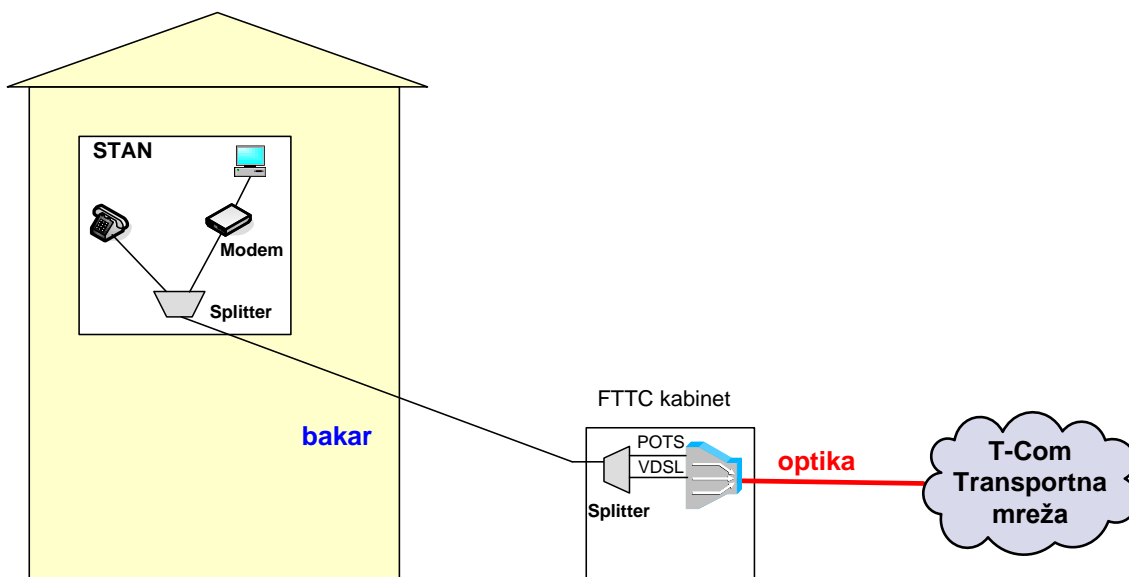 STAN
Modem
Splitter
bakar
FTTC kabinet
POTS
VDSL
Splitter
optika
T-Com
Transportna
mreža